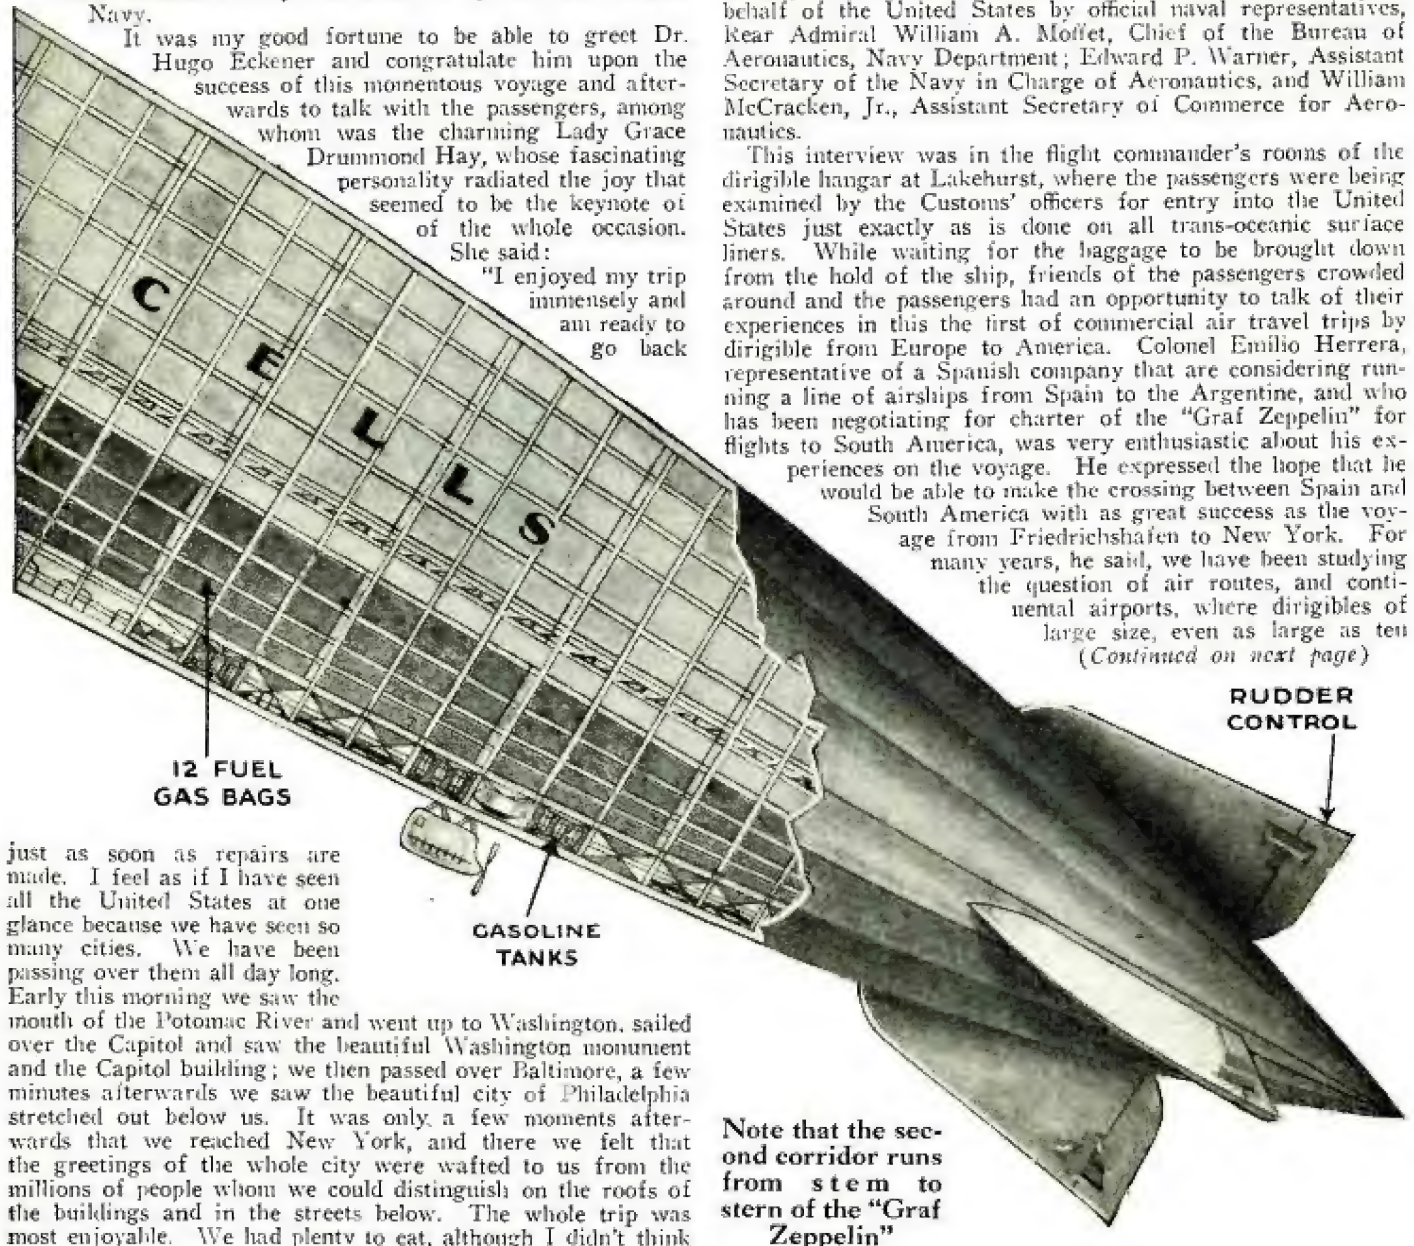 Navy.
It was my good fortune to be able to greet Dr.
Hugo Eckener and congratulate him upon the
success of this momentous voyage and after-
wards to talk with the passengers, among
whom was the charming Lady Grace
Drummond Hay, whose fascinating
personality radiated the joy that
seemed to be the keynote of
of the whole occasion.
She said:
"I enjoyed my trip
immensely and
am ready to
go back
CELLS
12 FUEL
GAS BAGS
GASOLINE
TANKS
just as soon as repairs are
made. I feel as if I have seen
all the United States at one
glance because we have seen so
many cities. We have been
passing over them all day long.
Early this morning we saw the
mouth of the Potomac River and went up to Washington, sailed
over the Capitol and saw the beautiful Washington monument
and the Capitol building; we then passed over Baltimore, a few
minutes afterwards we saw the beautiful city of Philadelphia
stretched out below us. It was only a few moments after-
wards that we reached New York, and there we felt that
the greetings of the whole city were wafted to us from the
millions of people whom we could distinguish on the roofs of
the buildings and in the streets below. The whole trip was
most enjoyable. We had plenty to eat, although I didn't think
behalf of the United States by official naval representatives,
Rear Admiral William A. Moffet, Chief of the Bureau of
Aeronautics, Navy Department; Edward P. Warner, Assistant
Secretary of the Navy in Charge of Aeronautics, and William
McCracken, Jr., Assistant Secretary of Commerce for Aero-
nautics.
This interview was in the flight commander's rooms of the
dirigible hangar at Lakehurst, where the passengers were being
examined by the Customs' officers for entry into the United
States just exactly as is done on all trans-oceanic surface
liners. While waiting for the baggage to be brought down
from the hold of the ship, friends of the passengers crowded
around and the passengers had an opportunity to talk of their
experiences in this the first of commercial air travel trips by
dirigible from Europe to America. Colonel Emilio Herrera,
representative of a Spanish company that are considering run-
ning a line of airships from Spain to the Argentine, and who
has been negotiating for charter of the "Graf Zeppelin" for
flights to South America, was very enthusiastic about his ex-
periences on the voyage. He expressed the hope that he
would be able to make the crossing between Spain and
South America with as great success as the voy-
age from Friedrichshafen to New York. For
many years, he said, we have been studying
the question of air routes, and conti-
nental airports, where dirigibles of
large size, even as large as ten
(Continued on next page)
RUDDER
CONTROL
Note that the sec-
ond corridor runs
from stem to
stern of the "Graf
Zeppelin"